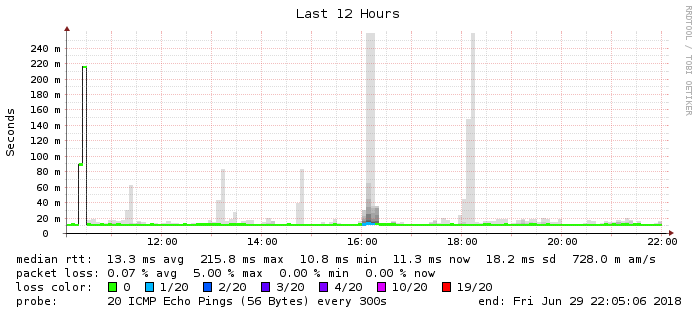 Last 12 Hours
RRDTOOL / TOBI OETIKER
Seconds
240 m
220 m
200 m
180 m
160 m
140 m
120 m
100 m
80 m
60 m
40 m
20 m
0
12:00 14:00 16:00 18:00 20:00 22:00
median rtt: 13.3 ms avg 215.8 ms max 10.8 ms min 11.3 ms now 18.2 ms sd 728.0 m am/s
packet loss: 0.07 % avg 5.00 % max 0.00 % min 0.00 % now
loss color: 0 1/20 2/20 3/20 4/20 10/20 19/20
probe: 20 ICMP Echo Pings (56 Bytes) every 300s end: Fri Jun 29 22:05:06 2018